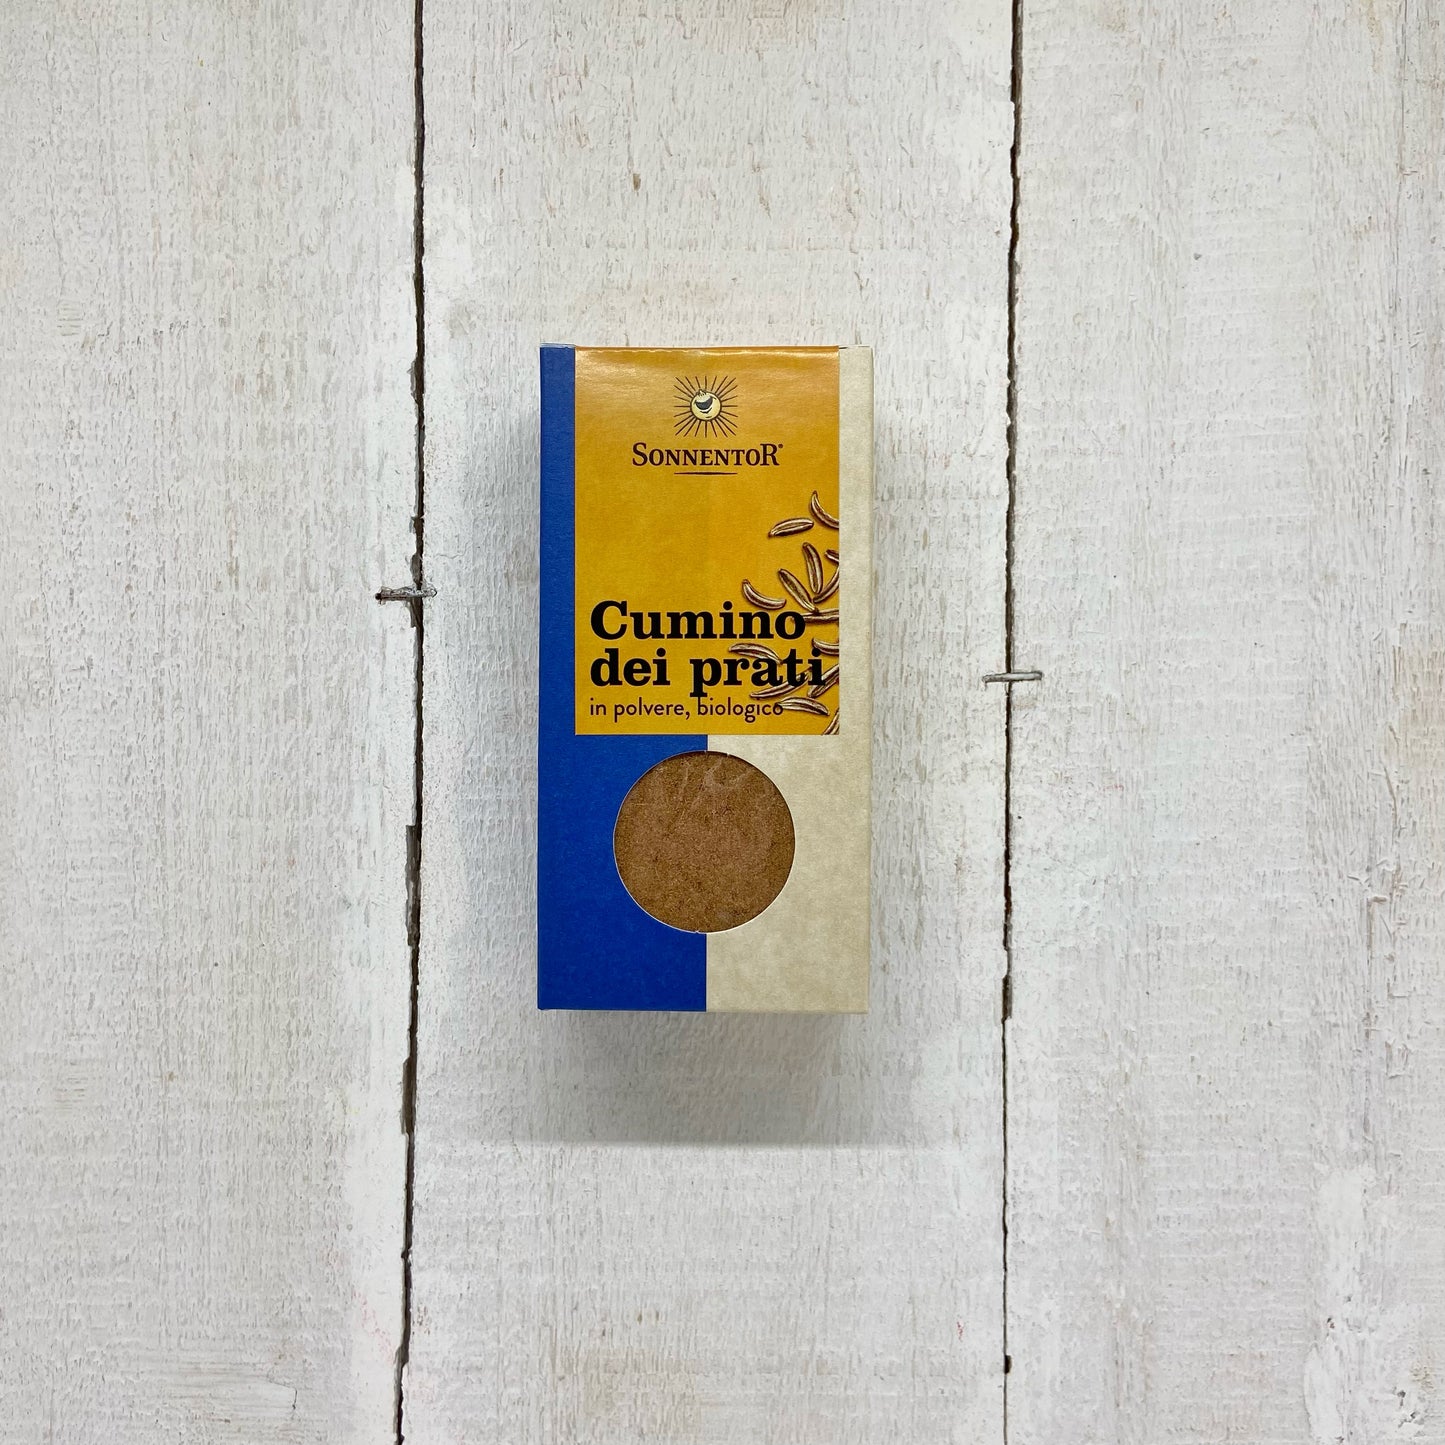 SONNENTOR®
Cumino
dei prati
in polvere, biologico